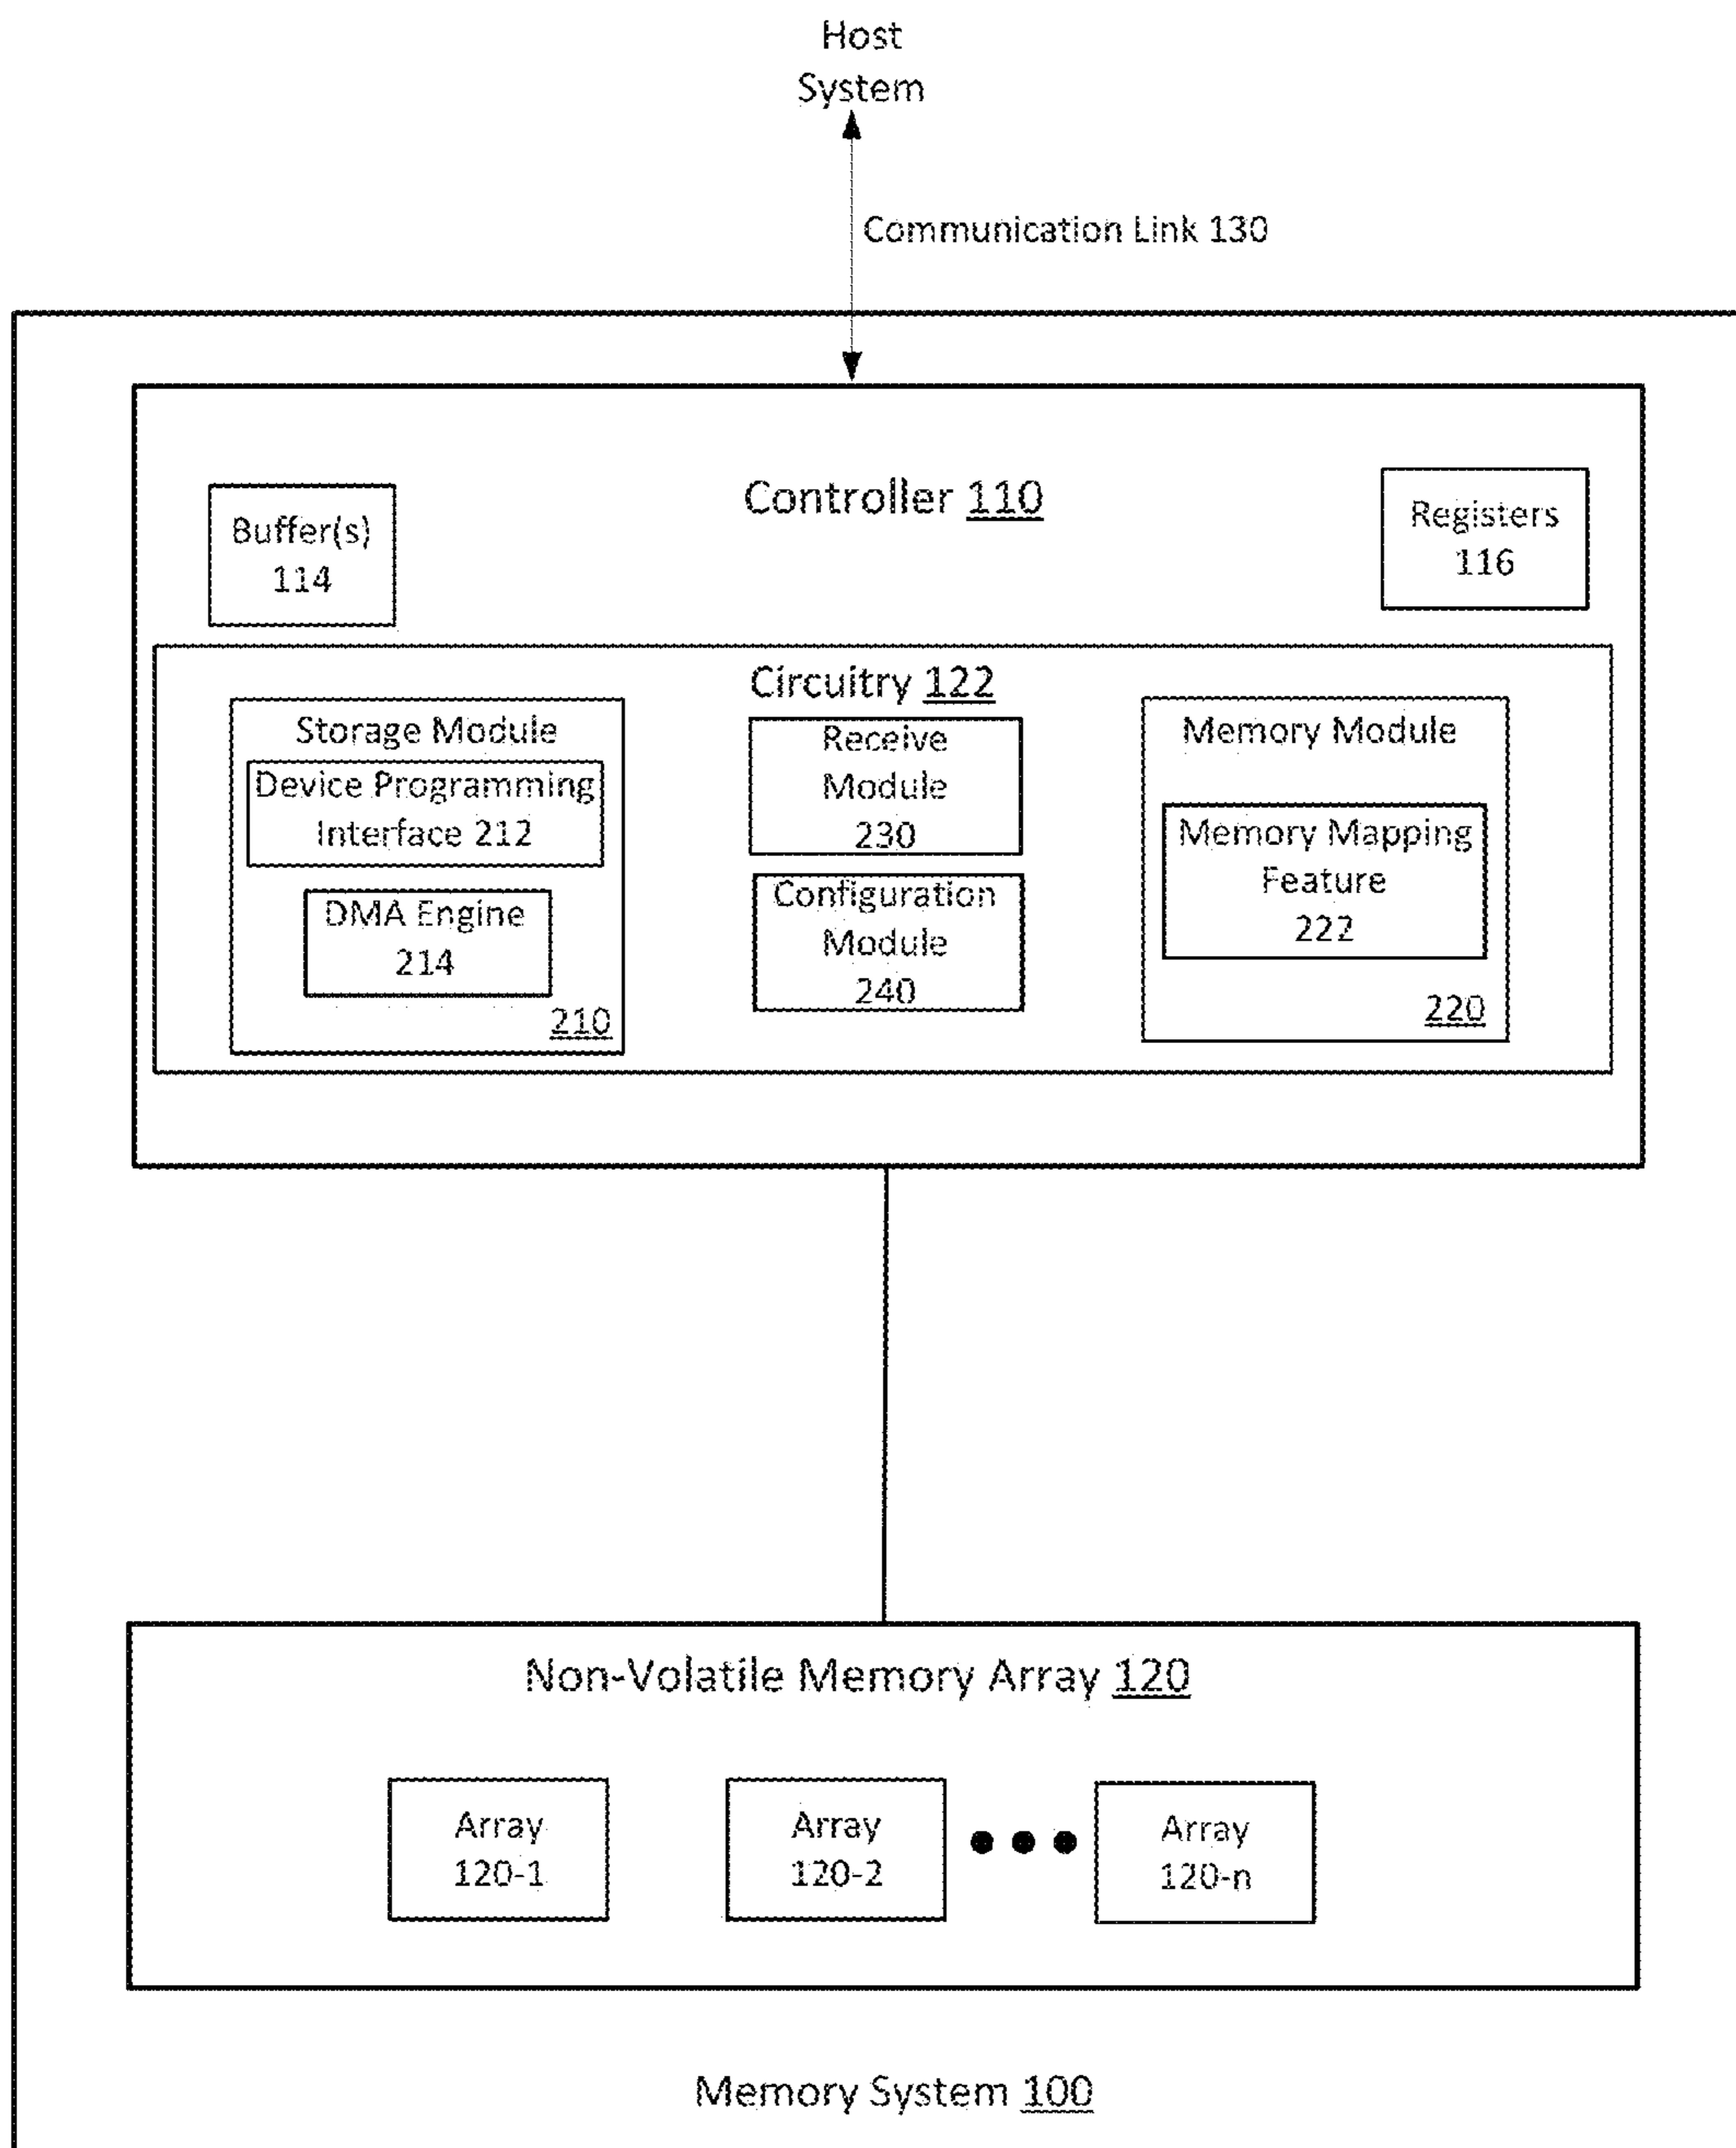 Host
System
Communication Link 130
Controller 110
Buffer(s)
114
Registers
116
Circuitry 122
Storage Module
Device Programming
Interface 212
DMA Engine
214
210
Receive
Module
230
Configuration
Module
240
Memory Module
Memory Mapping
Feature
222
220
Non-Volatile Memory Array 120
Array
120-1
Array
120-2
Array
120-n
Memory System 100